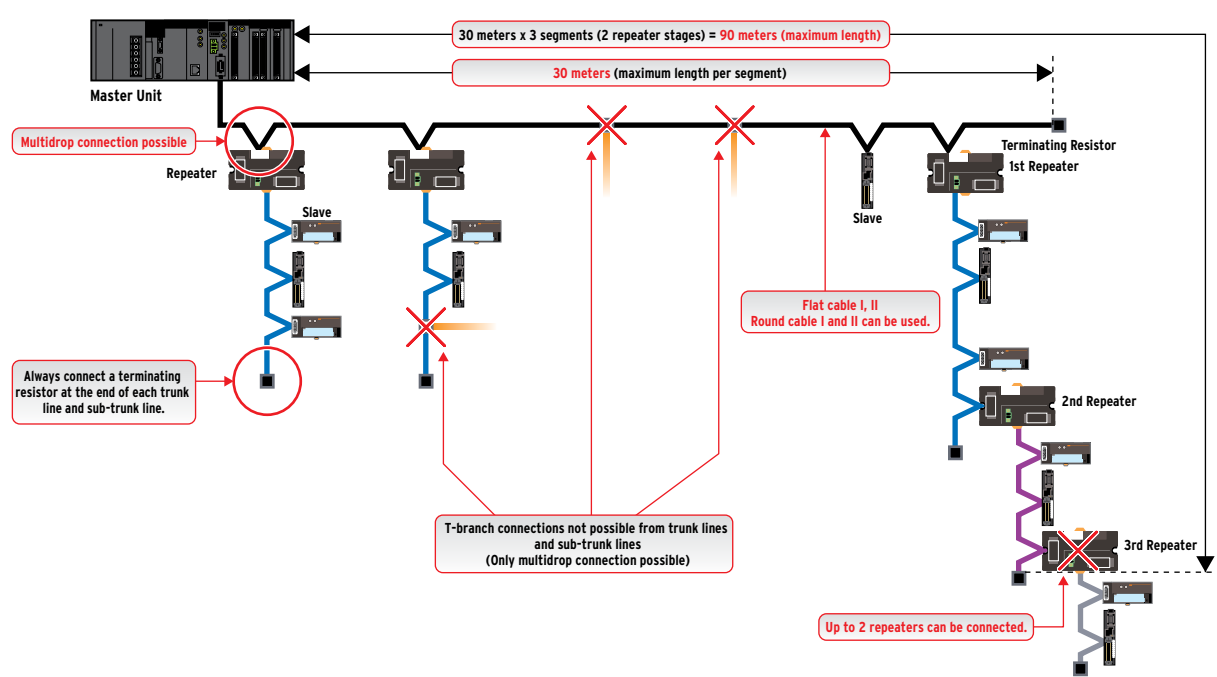 30 meters x 3 segments (2 repeater stages) = 90 meters (maximum length)
30 meters (maximum length per segment)
Master Unit
Multidrop connection possible
Terminating Resistor
Repeater
1st Repeater
Slave
Slave
Flat cable I, II
Round cable I and II can be used.
Always connect a terminating
resistor at the end of each trunk
line and sub-trunk line.
2nd Repeater
T-branch connections not possible from trunk lines
and sub-trunk lines
(Only multidrop connection possible)
3rd Repeater
Up to 2 repeaters can be connected.